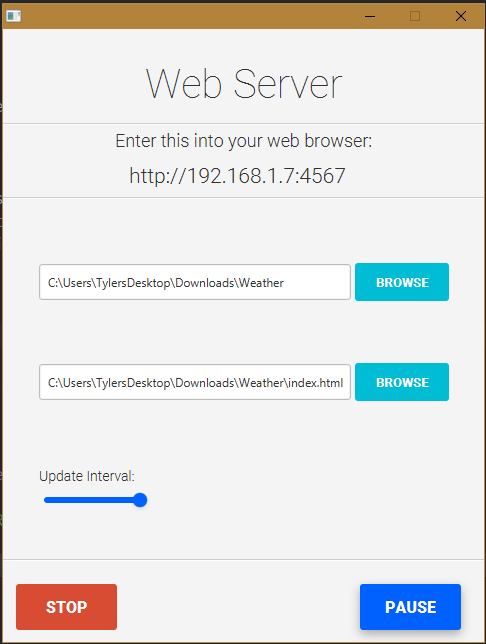 Web Server
Enter this into your web browser:
http://192.168.1.7:4567
C:\Users\TylersDesktop\Downloads\Weather
BROWSE
C:\Users\TylersDesktop\Downloads\Weather\index.html
BROWSE
Update Interval:
STOP
PAUSE